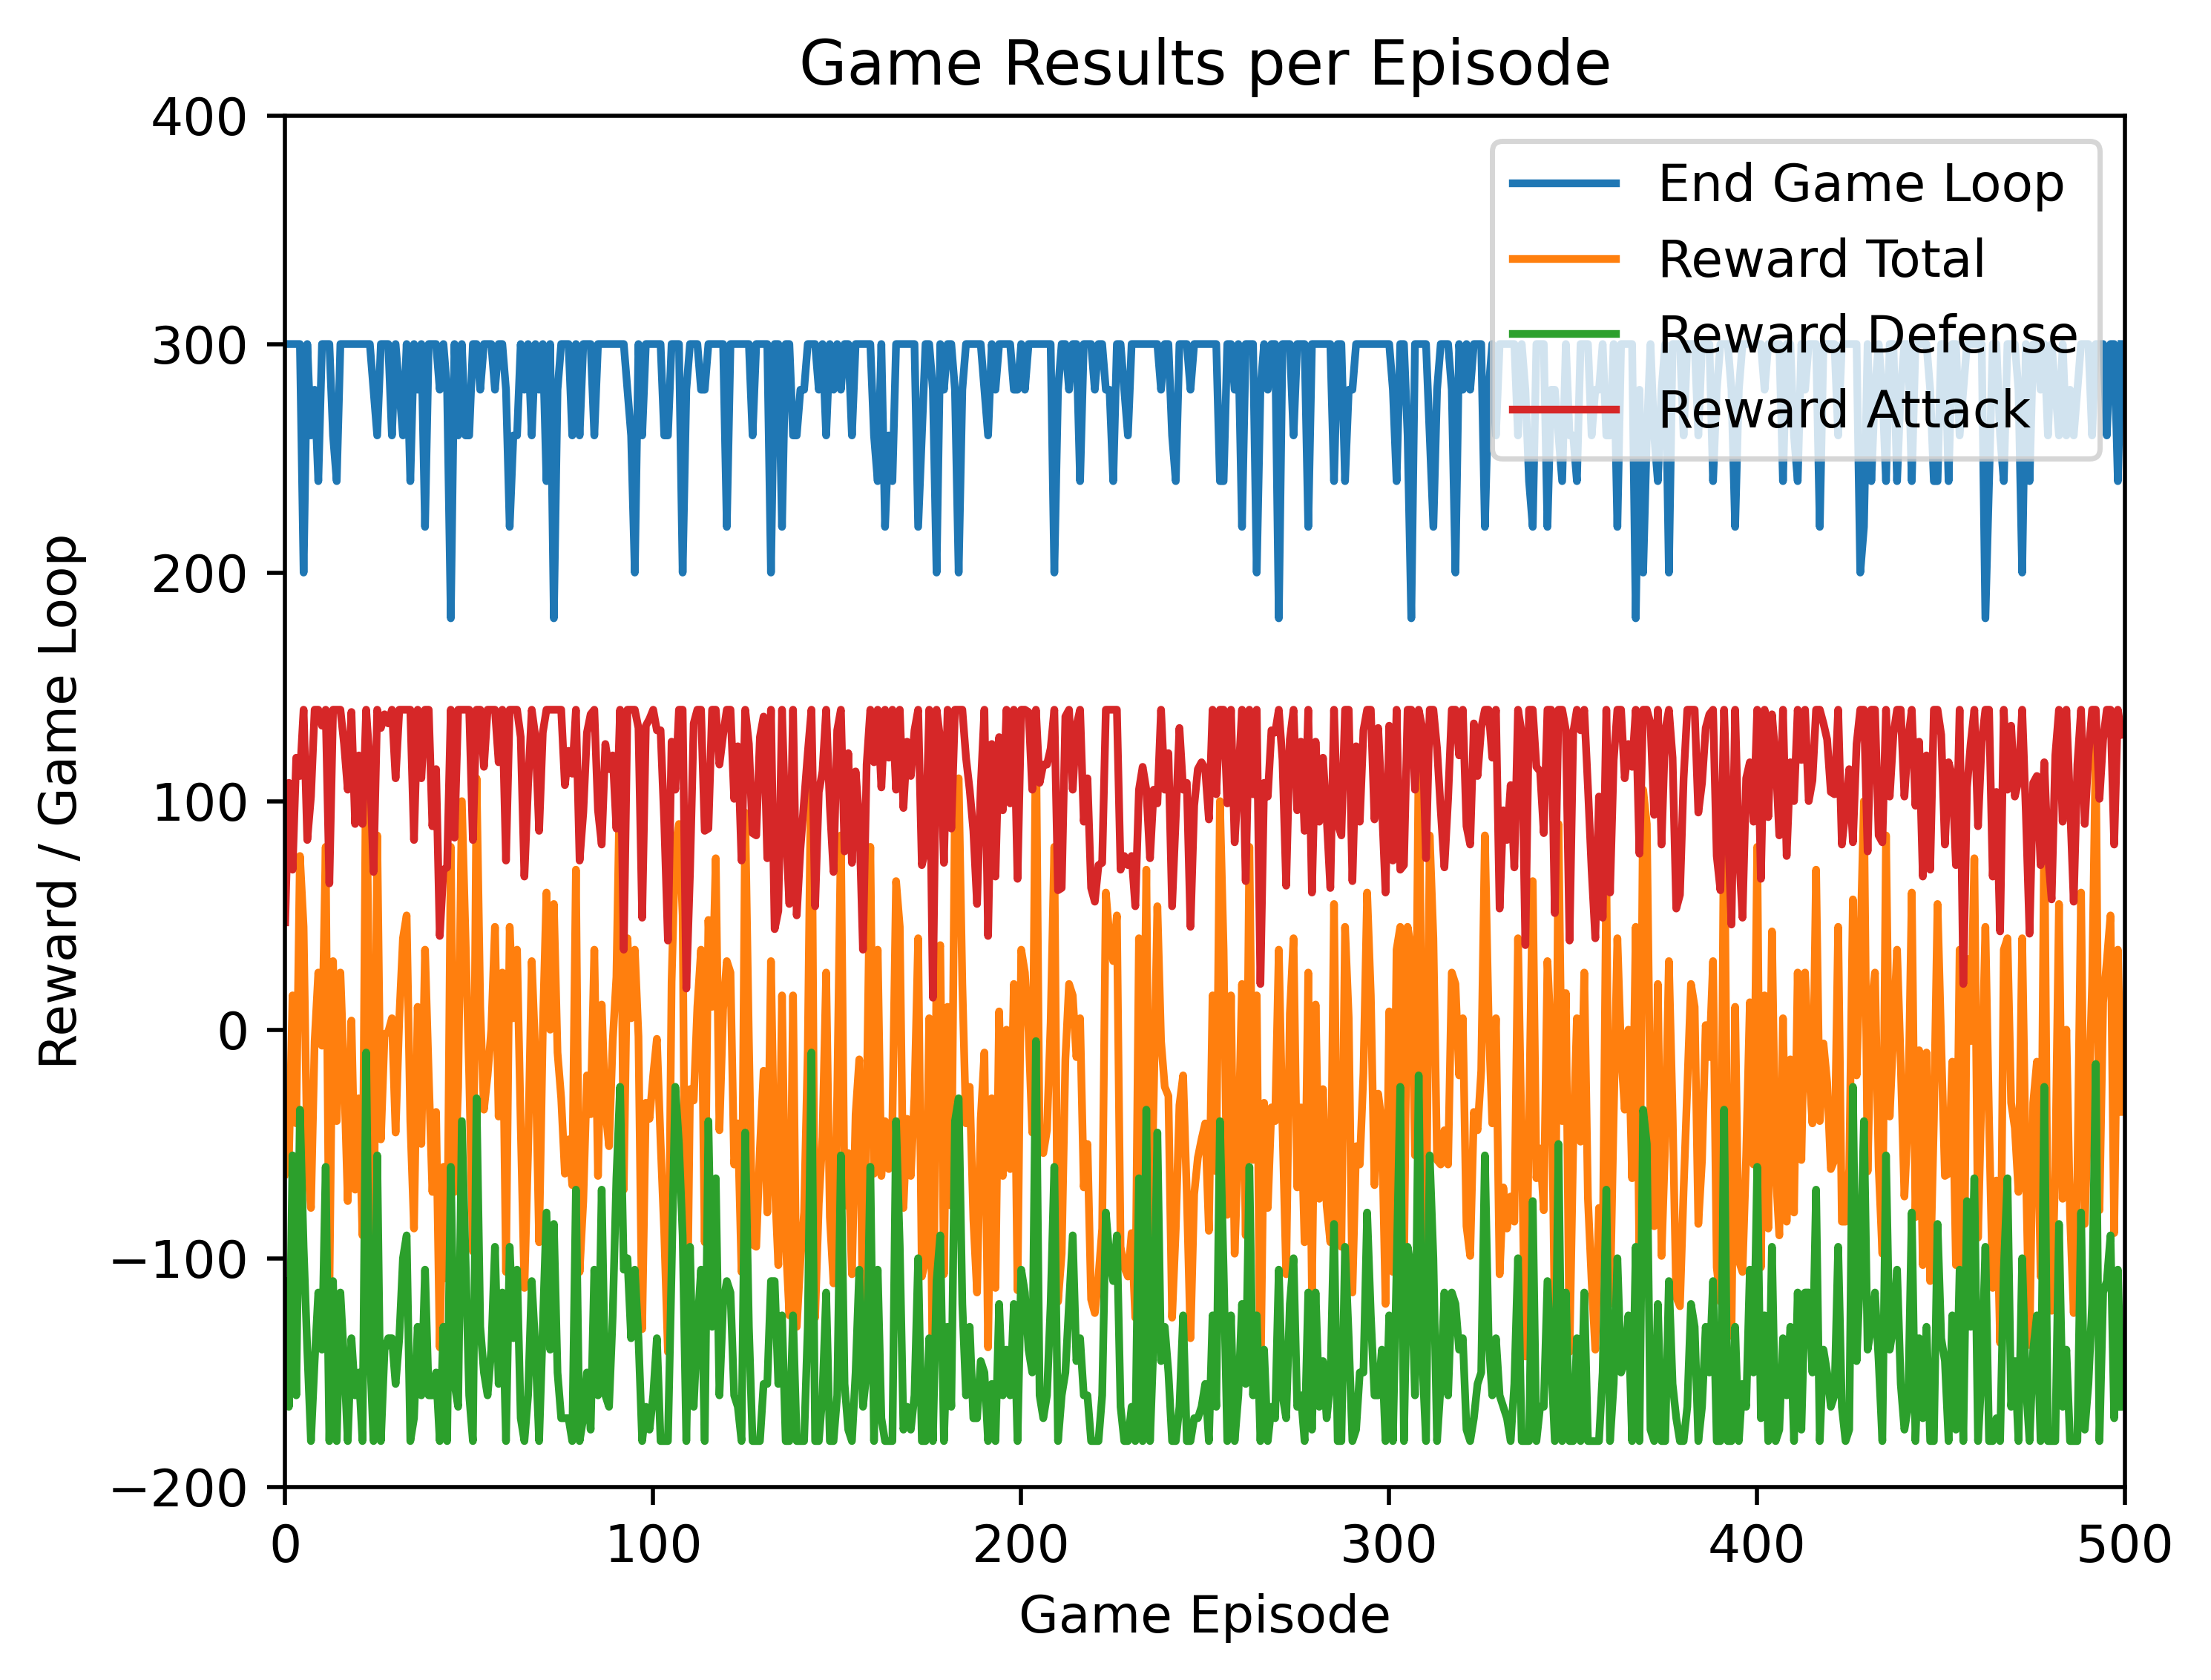 Game Results per Episode
400
300
200
100
0
−100
−200
Reward / Game Loop
End Game Loop
Reward Total
Reward Defense
Reward Attack
0 100 200 300 400 500
Game Episode